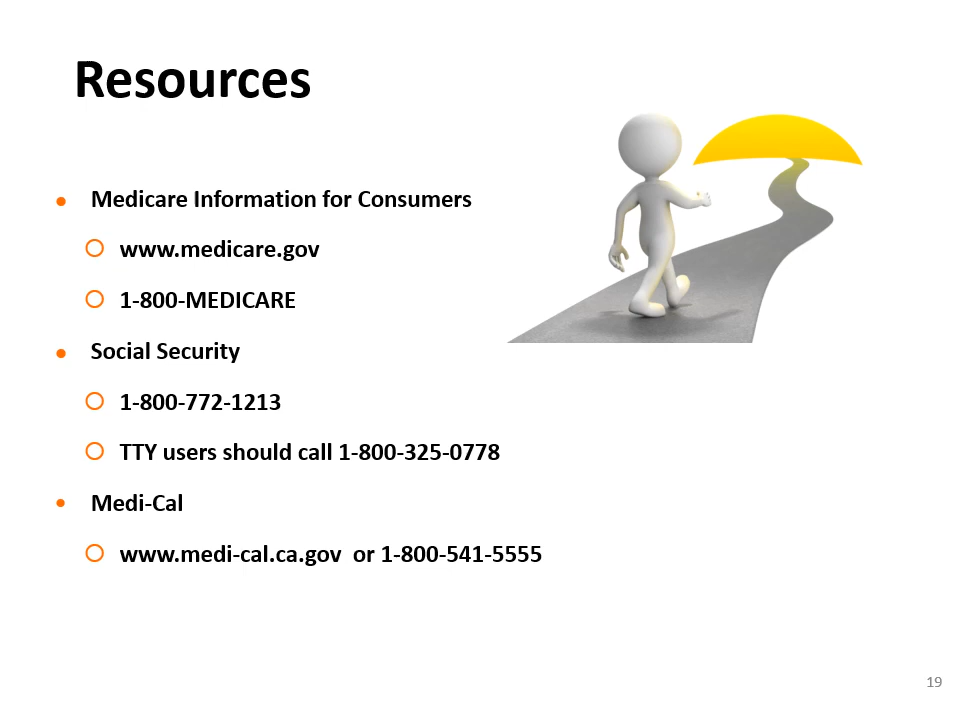 Resources
Medicare Information for Consumers
www.medicare.gov
1-800-MEDICARE
Social Security
1-800-772-1213
TTY users should call 1-800-325-0778
Medi-Cal
www.medi-cal.ca.gov  or 1-800-541-5555
19